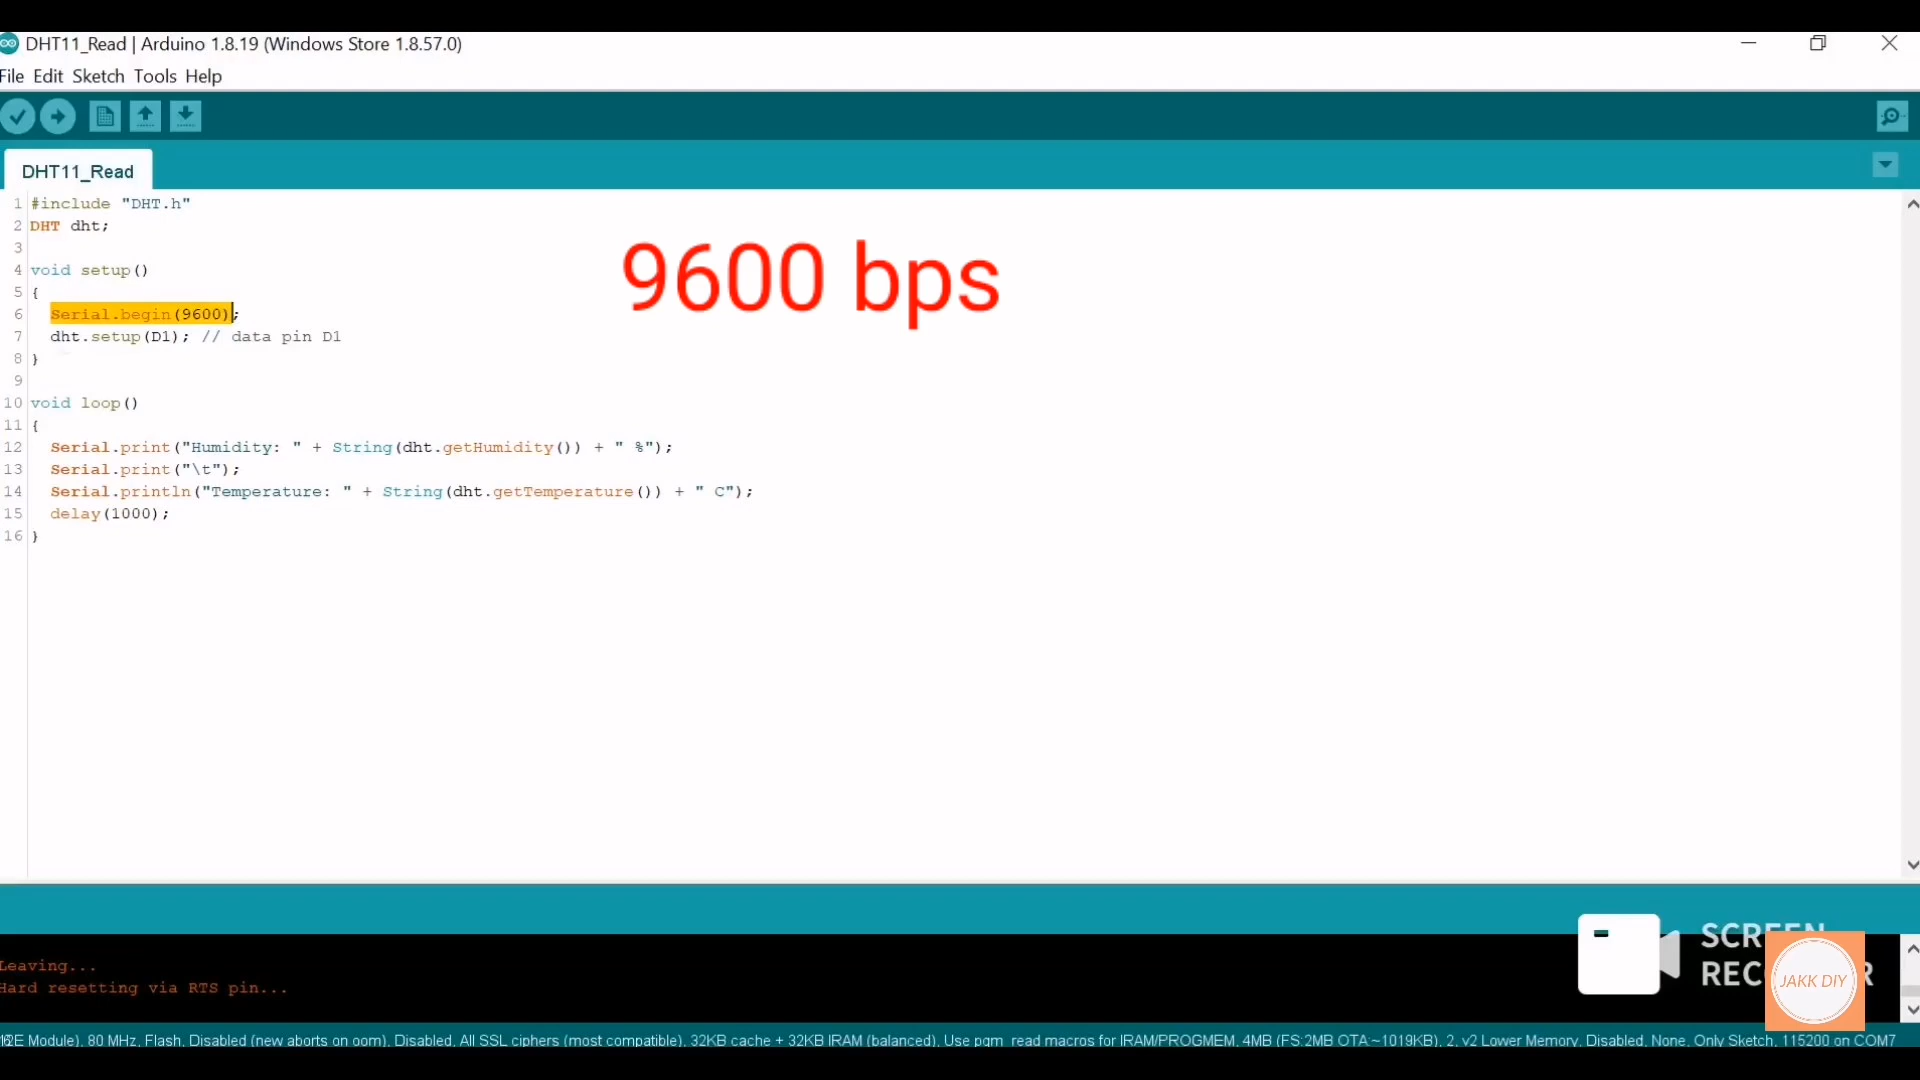 DHT11_Read | Arduino 1.8.19 (Windows Store 1.8.57.0)
File Edit Sketch Tools Help
DHT11_Read
1 #include "DHT.h"
2 DHT dht;
3
4 void setup()
5 {
6 Serial.begin(9600);
7 dht.setup(D1); // data pin D1
8 }
9
10 void loop()
11 {
12 Serial.print("Humidity: " + String(dht.getHumidity()) + " %");
13 Serial.print("\t");
14 Serial.println("Temperature: " + String(dht.getTemperature()) + " C");
15 delay(1000);
16 }
9600 bps
Leaving...
Hard resetting via RTS pin...
SCREEN
JAKK DIY
Module), 80 MHz, Flash, Disabled (new aborts on oom), Disabled, All SSL ciphers (most compatible), 32KB cache + 32KB IRAM (balanced), Use pgm_read macros for IRAM/PROGMEM, 4MB (FS:2MB OTA:~1019KB), 2, v2 Lower Memory, Disabled, None, Only Sketch, 115200 on COM7